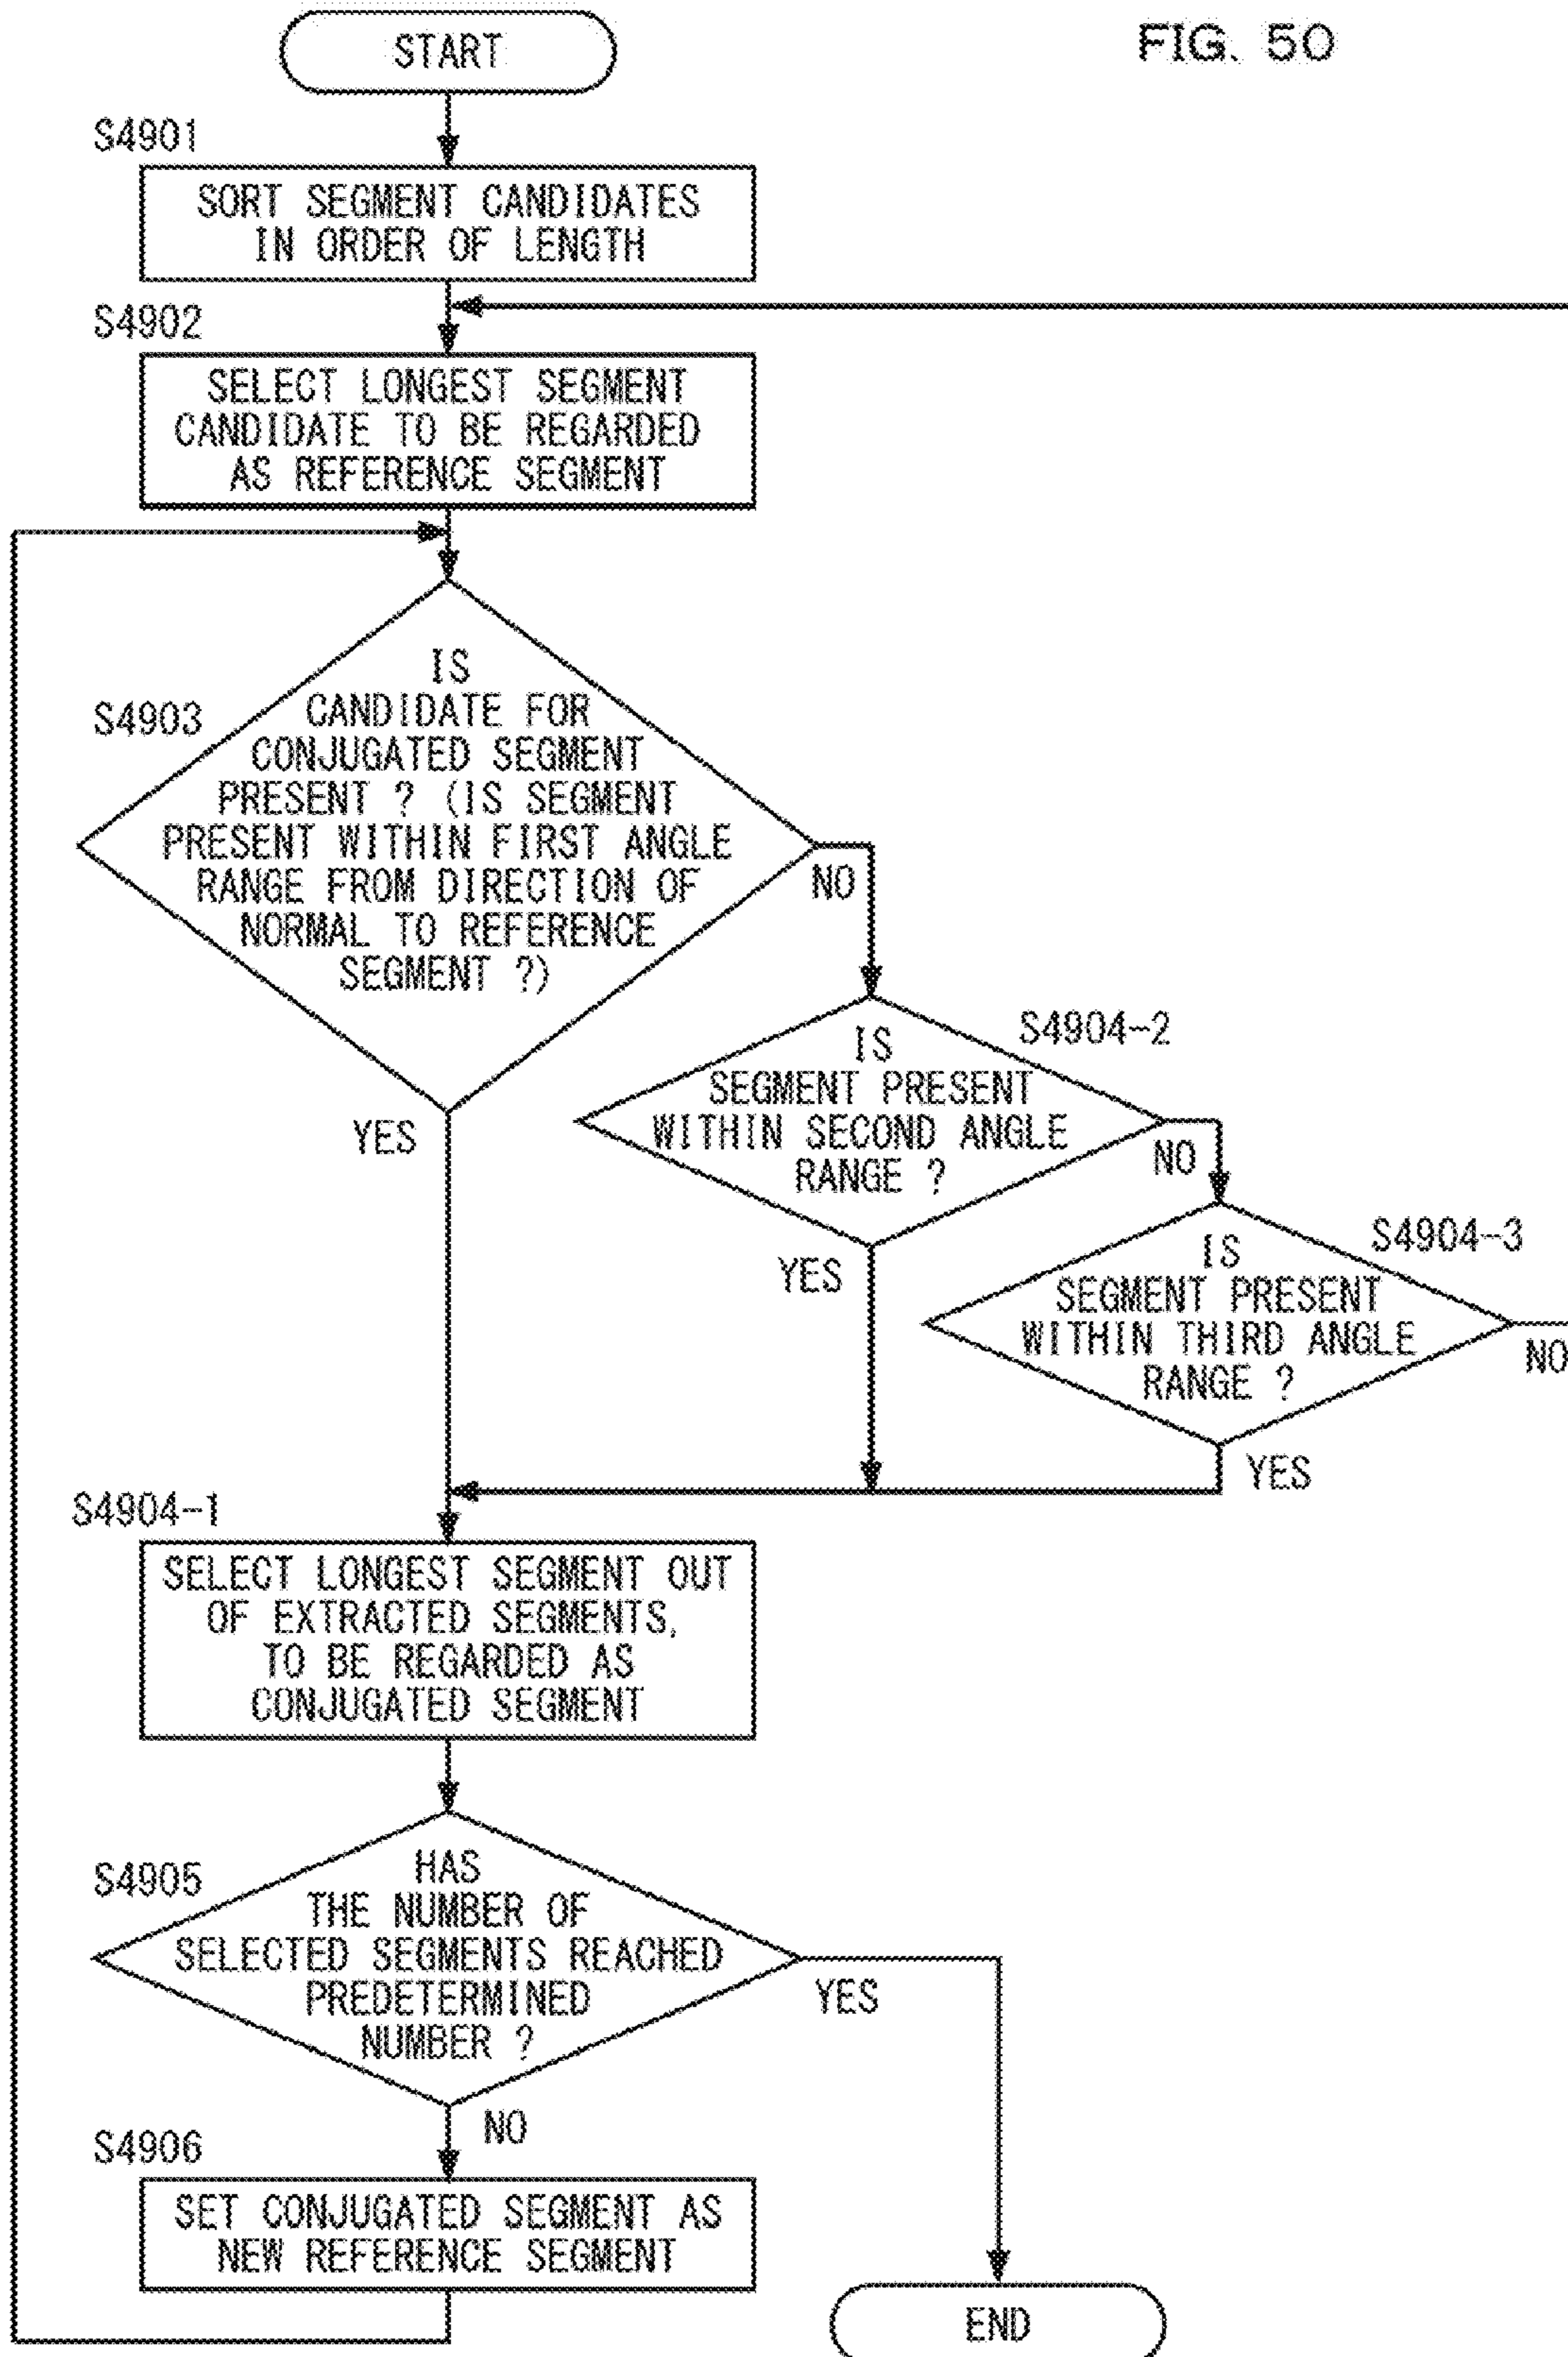 FIG. 50
START
S4901
SORT SEGMENT CANDIDATES
IN ORDER OF LENGTH
S4902
SELECT LONGEST SEGMENT
CANDIDATE TO BE REGARDED
AS REFERENCE SEGMENT
S4903
IS
CANDIDATE FOR
CONJUGATED SEGMENT
PRESENT ? (IS SEGMENT
PRESENT WITHIN FIRST ANGLE
RANGE FROM DIRECTION OF
NORMAL TO REFERENCE
SEGMENT ?)
NO
YES
S4904-2
IS
SEGMENT PRESENT
WITHIN SECOND ANGLE
RANGE ?
NO
YES
S4904-3
IS
SEGMENT PRESENT
WITHIN THIRD ANGLE
RANGE ?
NO
YES
S4904-1
SELECT LONGEST SEGMENT OUT
OF EXTRACTED SEGMENTS,
TO BE REGARDED AS
CONJUGATED SEGMENT
S4905
HAS
THE NUMBER OF
SELECTED SEGMENTS REACHED
PREDETERMINED
NUMBER ?
YES
NO
S4906
SET CONJUGATED SEGMENT AS
NEW REFERENCE SEGMENT
END